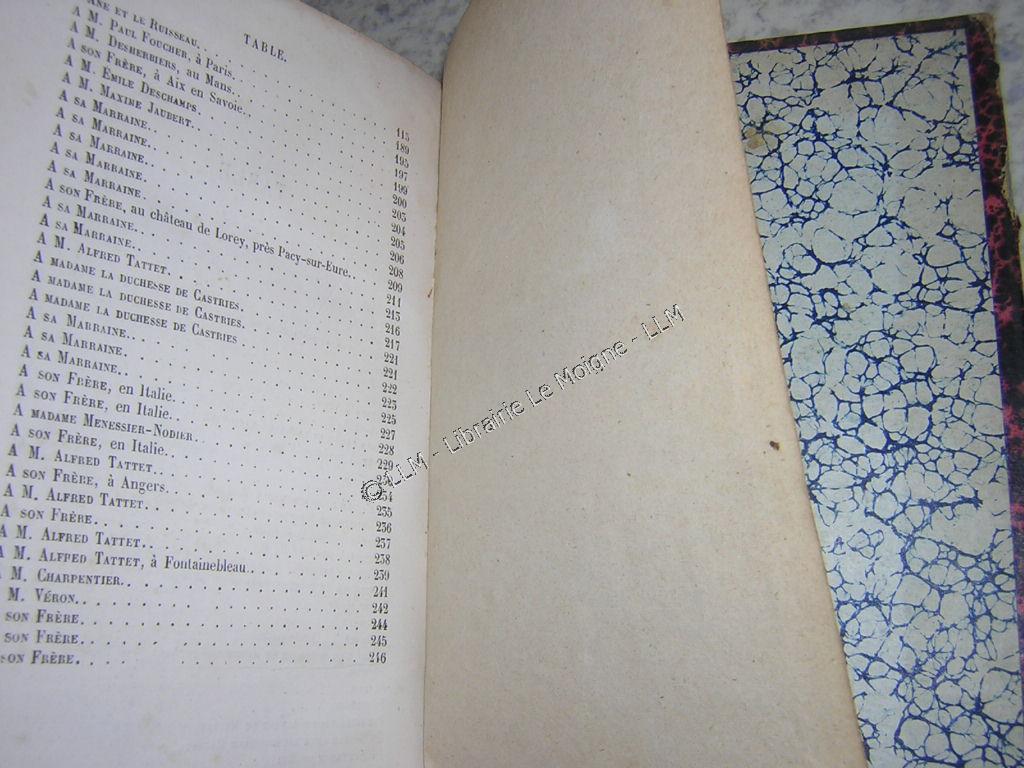 TABLE.
ANE ET LE RUISSEAU. 115
A M. PAUL FOUCHER, à Paris. 189
A M. DESHERBIERS, au Mans. 195
A SON FRÈRE, à Aix en Savoie. 197
A M. ÉMILE DESCHAMPS 199
A M. MAXIME JAUBERT. 200
A SA MARRAINE. 203
A SA MARRAINE. 204
A SA MARRAINE. 205
A SA MARRAINE. 206
A SA MARRAINE. 208
A SON FRÈRE, au château de Lorey, près Pacy-sur-Eure. 209
A SA MARRAINE. 211
A SA MARRAINE. 215
A M. ALFRED TATTET. 216
A MADAME LA DUCHESSE DE CASTRIES. 217
A MADAME LA DUCHESSE DE CASTRIES. 221
A MADAME LA DUCHESSE DE CASTRIES 221
A SA MARRAINE. 222
A SA MARRAINE. 223
A SA MARRAINE. 225
A SON FRÈRE, en Italie. 227
A SON FRÈRE, en Italie. 228
A MADAME MENESSIER-NODIER. 229
A SON FRÈRE, en Italie.
A M. ALFRED TATTET. 234
A SON FRÈRE, à Angers. 235
A M. ALFRED TATTET. 236
A SON FRÈRE. 237
A M. ALFRED TATTET. 238
A M. ALFRED TATTET, à Fontainebleau. 239
A M. CHARPENTIER. 241
M. VÉRON. 242
SON FRÈRE. 244
SON FRÈRE. 245
SON FRÈRE. 246
© LLM - Librairie Le Moigne - LLM